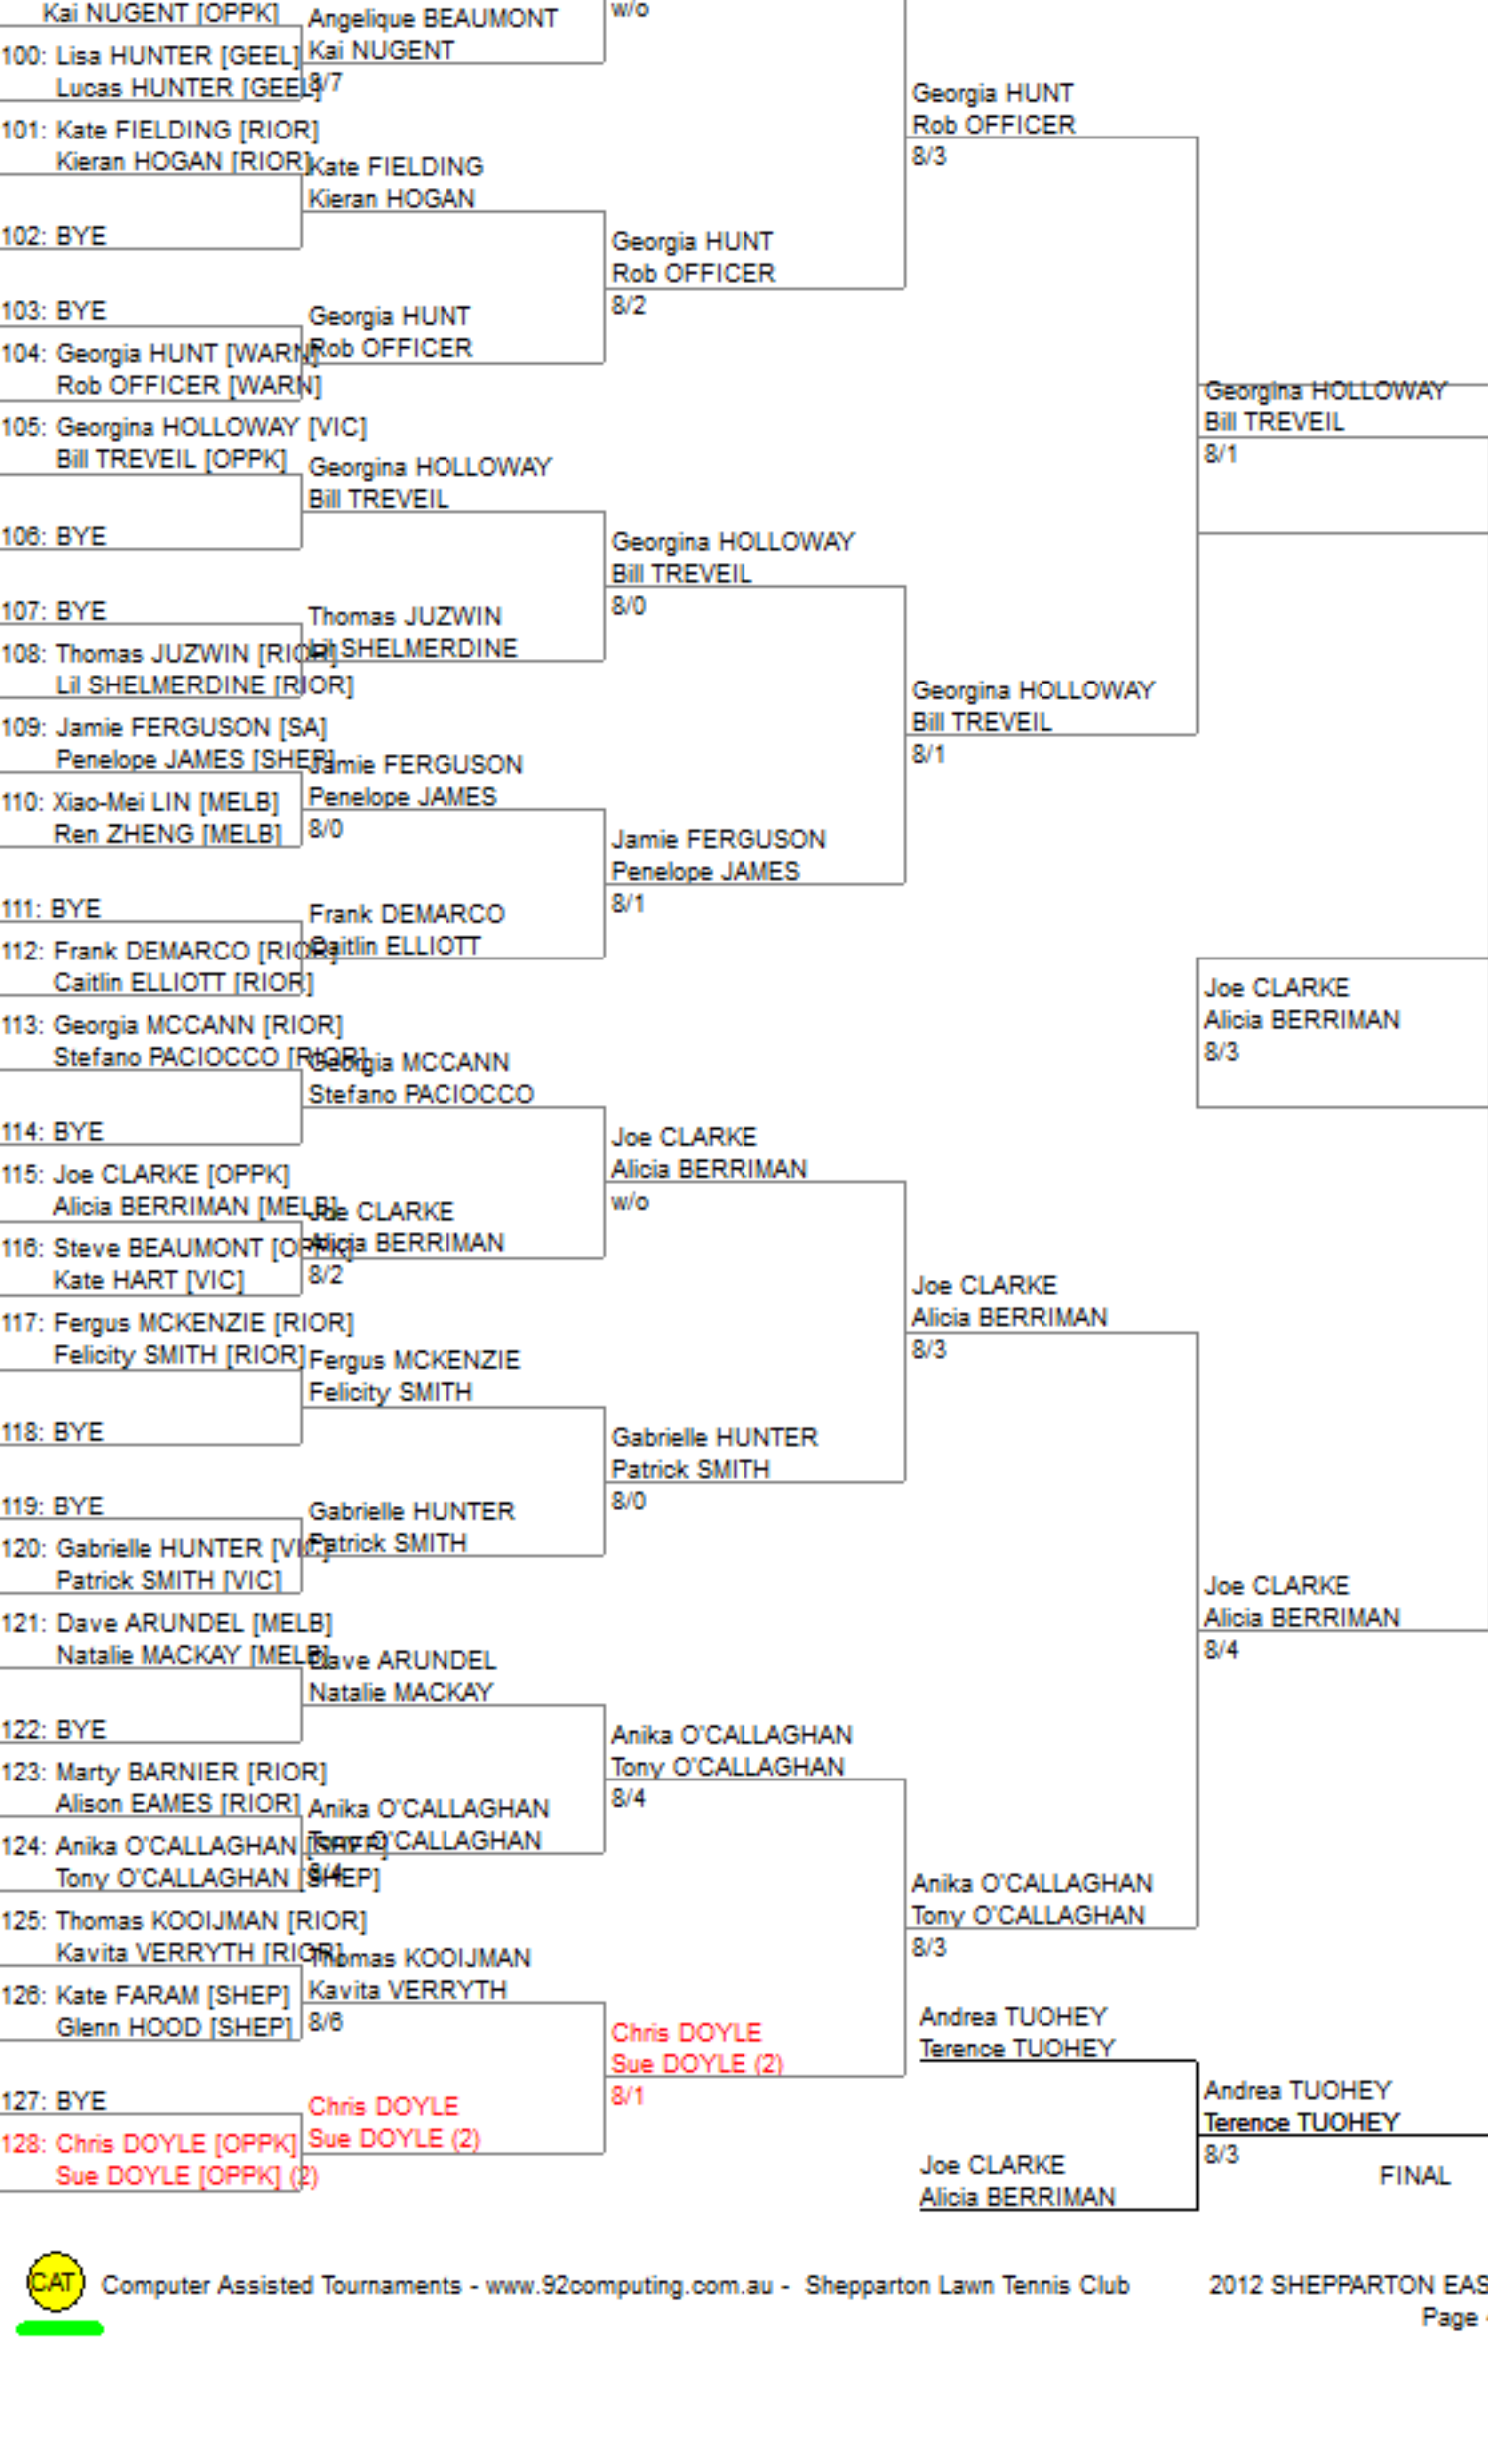 Kai NUGENT [OPPK]
100: Lisa HUNTER [GEEL]
Lucas HUNTER [GEEL]
101: Kate FIELDING [RIOR]
Kieran HOGAN [RIOR]
102: BYE
103: BYE
104: Georgia HUNT [WARN]
Rob OFFICER [WARN]
105: Georgina HOLLOWAY [VIC]
Bill TREVEIL [OPPK]
106: BYE
107: BYE
108: Thomas JUZWIN [RIOR]
Lil SHELMERDINE [RIOR]
109: Jamie FERGUSON [SA]
Penelope JAMES [SHEP]
110: Xiao-Mei LIN [MELB]
Ren ZHENG [MELB]
111: BYE
112: Frank DEMARCO [RIOR]
Caitlin ELLIOTT [RIOR]
113: Georgia MCCANN [RIOR]
Stefano PACIOCCO [RIOR]
114: BYE
115: Joe CLARKE [OPPK]
Alicia BERRIMAN [MELB]
116: Steve BEAUMONT [OPPK]
Kate HART [VIC]
117: Fergus MCKENZIE [RIOR]
Felicity SMITH [RIOR]
118: BYE
119: BYE
120: Gabrielle HUNTER [VIC]
Patrick SMITH [VIC]
121: Dave ARUNDEL [MELB]
Natalie MACKAY [MELB]
122: BYE
123: Marty BARNIER [RIOR]
Alison EAMES [RIOR]
124: Anika O'CALLAGHAN [SHEP]
Tony O'CALLAGHAN [SHEP]
125: Thomas KOOIJMAN [RIOR]
Kavita VERRYTH [RIOR]
126: Kate FARAM [SHEP]
Glenn HOOD [SHEP]
127: BYE
128: Chris DOYLE [OPPK]
Sue DOYLE [OPPK] (2)
Angelique BEAUMONT
Kai NUGENT
8/7
Kate FIELDING
Kieran HOGAN
Georgia HUNT
Rob OFFICER
Georgina HOLLOWAY
Bill TREVEIL
Thomas JUZWIN
Lil SHELMERDINE
Jamie FERGUSON
Penelope JAMES
8/0
Frank DEMARCO
Caitlin ELLIOTT
Georgia MCCANN
Stefano PACIOCCO
Joe CLARKE
Alicia BERRIMAN
8/2
Fergus MCKENZIE
Felicity SMITH
Gabrielle HUNTER
Patrick SMITH
Dave ARUNDEL
Natalie MACKAY
Anika O'CALLAGHAN
Tony O'CALLAGHAN
8/4
Thomas KOOIJMAN
Kavita VERRYTH
8/6
Chris DOYLE
Sue DOYLE (2)
w/o
Georgia HUNT
Rob OFFICER
8/2
Georgina HOLLOWAY
Bill TREVEIL
8/0
Jamie FERGUSON
Penelope JAMES
8/1
Joe CLARKE
Alicia BERRIMAN
w/o
Gabrielle HUNTER
Patrick SMITH
8/0
Anika O'CALLAGHAN
Tony O'CALLAGHAN
8/4
Chris DOYLE
Sue DOYLE (2)
8/1
Georgia HUNT
Rob OFFICER
8/3
Georgina HOLLOWAY
Bill TREVEIL
8/1
Joe CLARKE
Alicia BERRIMAN
8/3
Anika O'CALLAGHAN
Tony O'CALLAGHAN
8/3
Andrea TUOHEY
Terence TUOHEY
Joe CLARKE
Alicia BERRIMAN
Georgina HOLLOWAY
Bill TREVEIL
8/1
Joe CLARKE
Alicia BERRIMAN
8/3
Joe CLARKE
Alicia BERRIMAN
8/4
Andrea TUOHEY
Terence TUOHEY
8/3
FINAL
CAT
Computer Assisted Tournaments - www.92computing.com.au - Shepparton Lawn Tennis Club
2012 SHEPPARTON EAS
Page